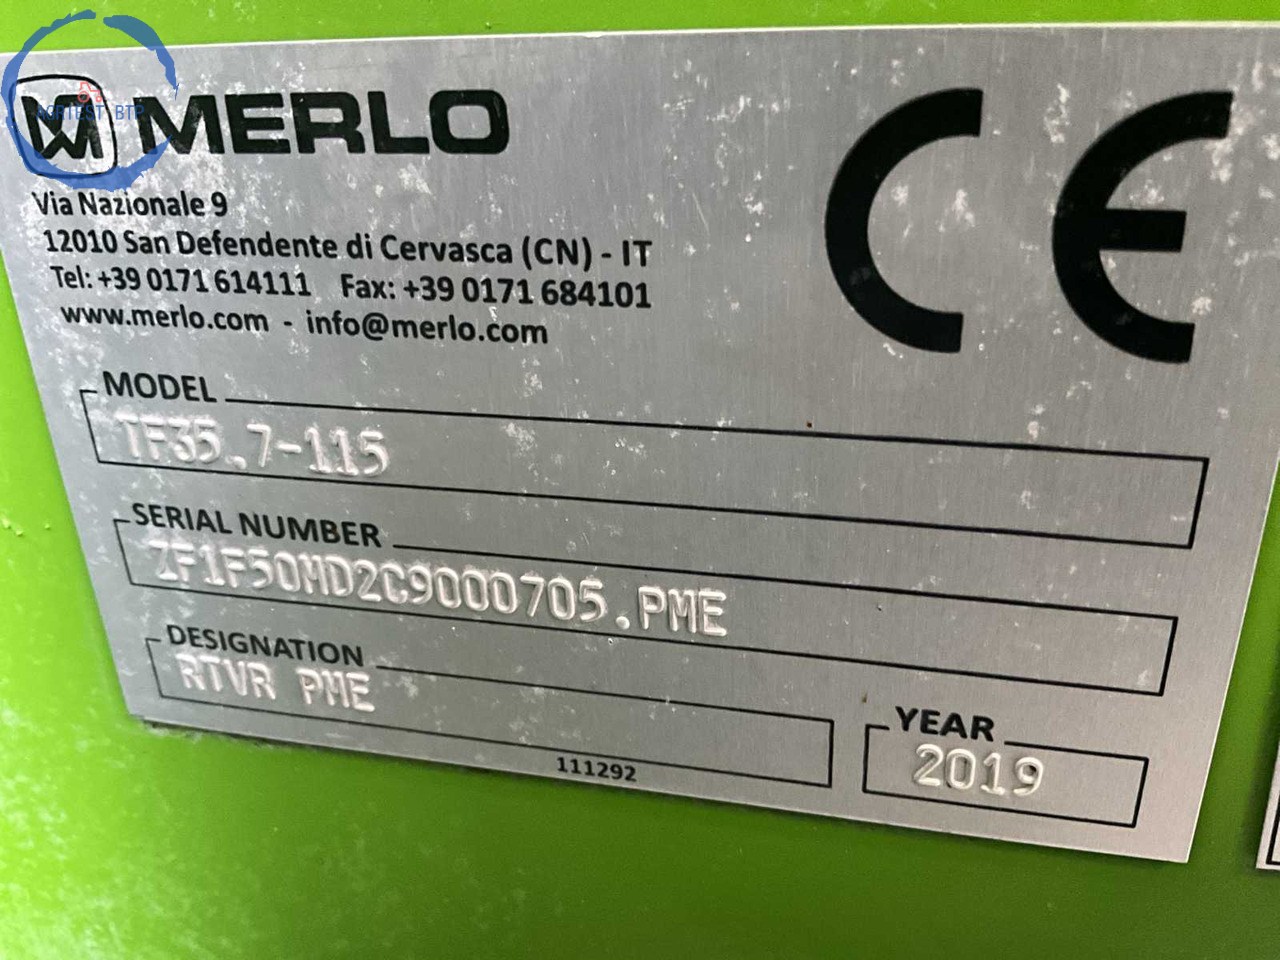 AGRITEST BTP
MERLO
CE
Via Nazionale 9
12010 San Defendente di Cervasca (CN) - IT
Tel: +39 0171 614111 Fax: +39 0171 684101
www.merlo.com - info@merlo.com
MODEL
TF35.7-115
SERIAL NUMBER
ZF1F50MD2C9000705.PME
DESIGNATION
RTVR PME
YEAR
2019
111292